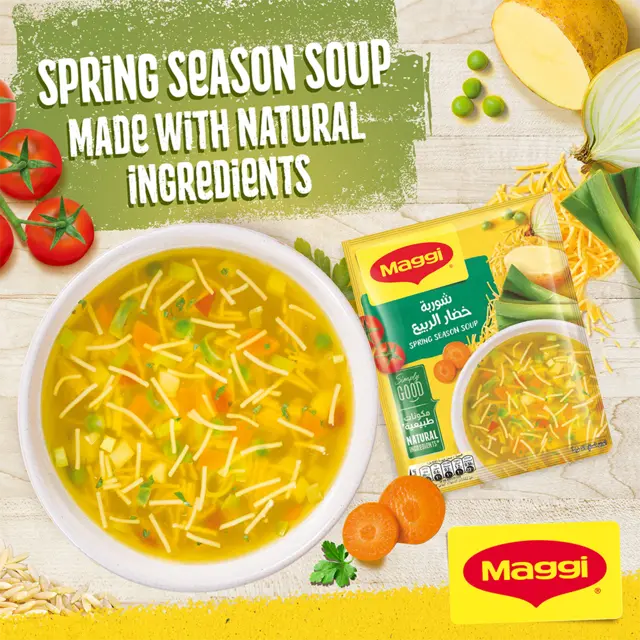 SPRING SEASON SOUP
MADE WITH NATURAL
INGREDIENTS
Maggi
شوربة
خضار الربيع
SPRING SEASON SOUP
Simply
GOOD
مكونات
طبيعية*
NATURAL
INGREDIENTS*
Maggi
®